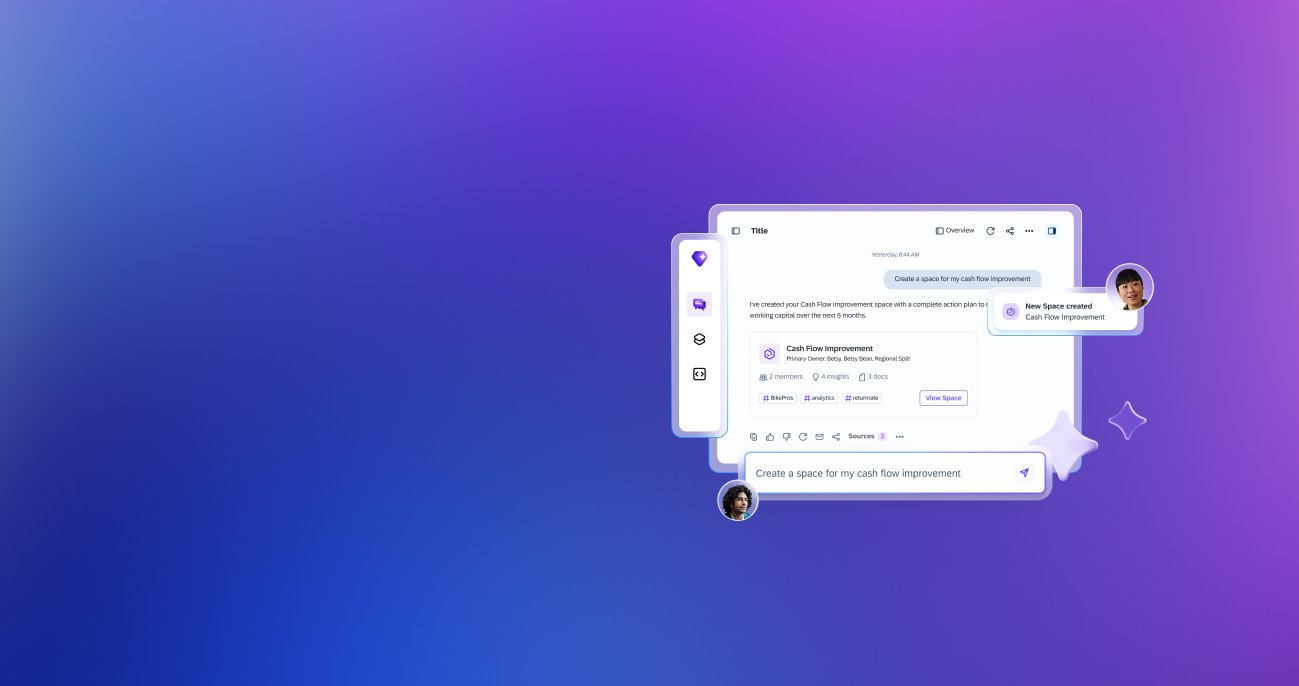 Title
Overview
Yesterday, 8:44 AM
Create a space for my cash flow improvement
I've created your Cash Flow Improvement space with a complete action plan to
working capital over the next 6 months.
New Space created
Cash Flow Improvement
Cash Flow Improvement
Primary Owner: Betsy, Betsy Bean, Regional Split
2 members 4 insights 3 docs
# BikePros # analytics # returnrate
View Space
Sources 3
Create a space for my cash flow improvement